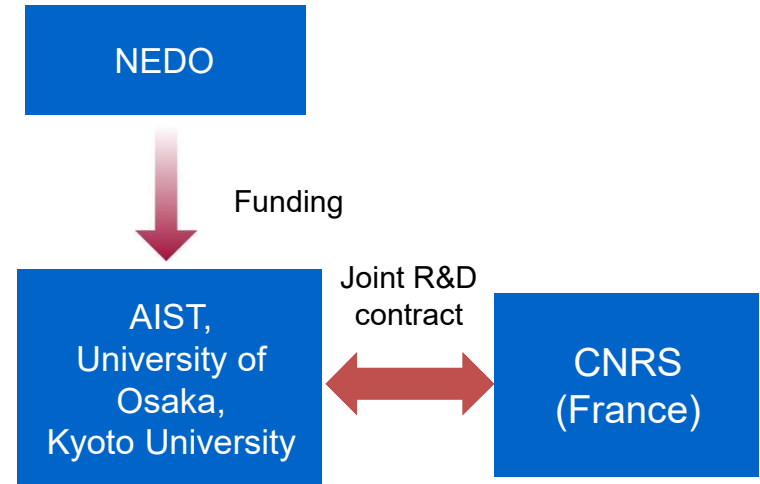 NEDO
Funding
AIST,
University of
Osaka,
Kyoto University
Joint R&D
contract
CNRS
(France)